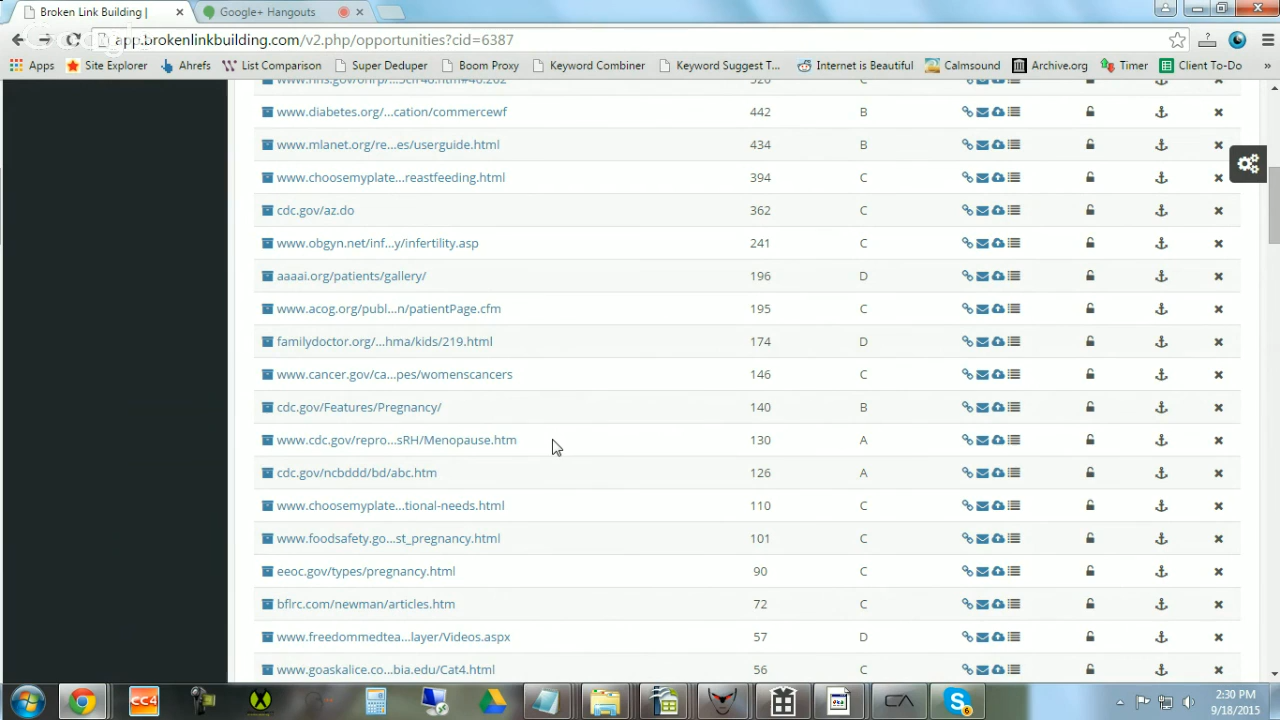 Broken Link Building |
Google+ Hangouts
app.brokenlinkbuilding.com/v2.php/opportunities?cid=6387
Apps Site Explorer Ahrefs List Comparison Super Deduper Boom Proxy Keyword Combiner Keyword Suggest T... Internet is Beautiful Calmsound Archive.org Timer Client To-Do »
www.diabetes.org/...cation/commercewf 442 B
www.mlanet.org/re...es/userguide.html 434 B
www.choosemyplate...reastfeeding.html 394 C
cdc.gov/az.do 362 C
www.obgyn.net/inf...y/infertility.asp 241 C
aaaai.org/patients/gallery/ 196 D
www.acog.org/publ...n/patientPage.cfm 195 C
familydoctor.org/...hma/kids/219.html 174 D
www.cancer.gov/ca...pes/womenscancers 146 C
cdc.gov/Features/Pregnancy/ 140 B
www.cdc.gov/repro...sRH/Menopause.htm 130 A
cdc.gov/ncbddd/bd/abc.htm 126 A
www.choosemyplate...tional-needs.html 110 C
www.foodsafety.go...st_pregnancy.html 101 C
eeoc.gov/types/pregnancy.html 90 C
bflrc.com/newman/articles.htm 72 C
www.freedommedtea...layer/Videos.aspx 57 D
www.goaskalice.co...bia.edu/Cat4.html 56 C
CC4
2:30 PM
9/18/2015